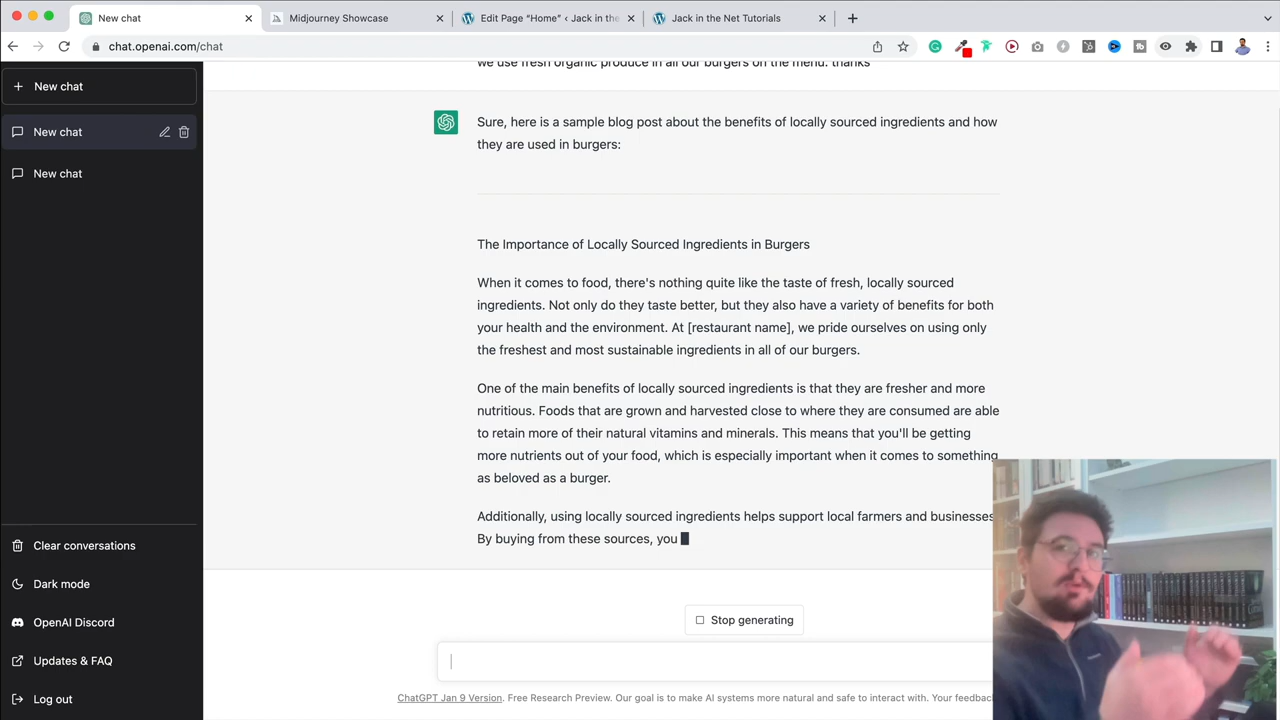 New chat
Midjourney Showcase
Edit Page “Home” ‹ Jack in the
Jack in the Net Tutorials
chat.openai.com/chat
New chat
New chat
New chat
we use fresh organic produce in all our burgers on the menu. thanks
Sure, here is a sample blog post about the benefits of locally sourced ingredients and how
they are used in burgers:
The Importance of Locally Sourced Ingredients in Burgers
When it comes to food, there's nothing quite like the taste of fresh, locally sourced
ingredients. Not only do they taste better, but they also have a variety of benefits for both
your health and the environment. At [restaurant name], we pride ourselves on using only
the freshest and most sustainable ingredients in all of our burgers.
One of the main benefits of locally sourced ingredients is that they are fresher and more
nutritious. Foods that are grown and harvested close to where they are consumed are able
to retain more of their natural vitamins and minerals. This means that you'll be getting
more nutrients out of your food, which is especially important when it comes to something
as beloved as a burger.
Additionally, using locally sourced ingredients helps support local farmers and businesses
By buying from these sources, you
Clear conversations
Dark mode
OpenAI Discord
Updates & FAQ
Log out
Stop generating
ChatGPT Jan 9 Version. Free Research Preview. Our goal is to make AI systems more natural and safe to interact with. Your feedback